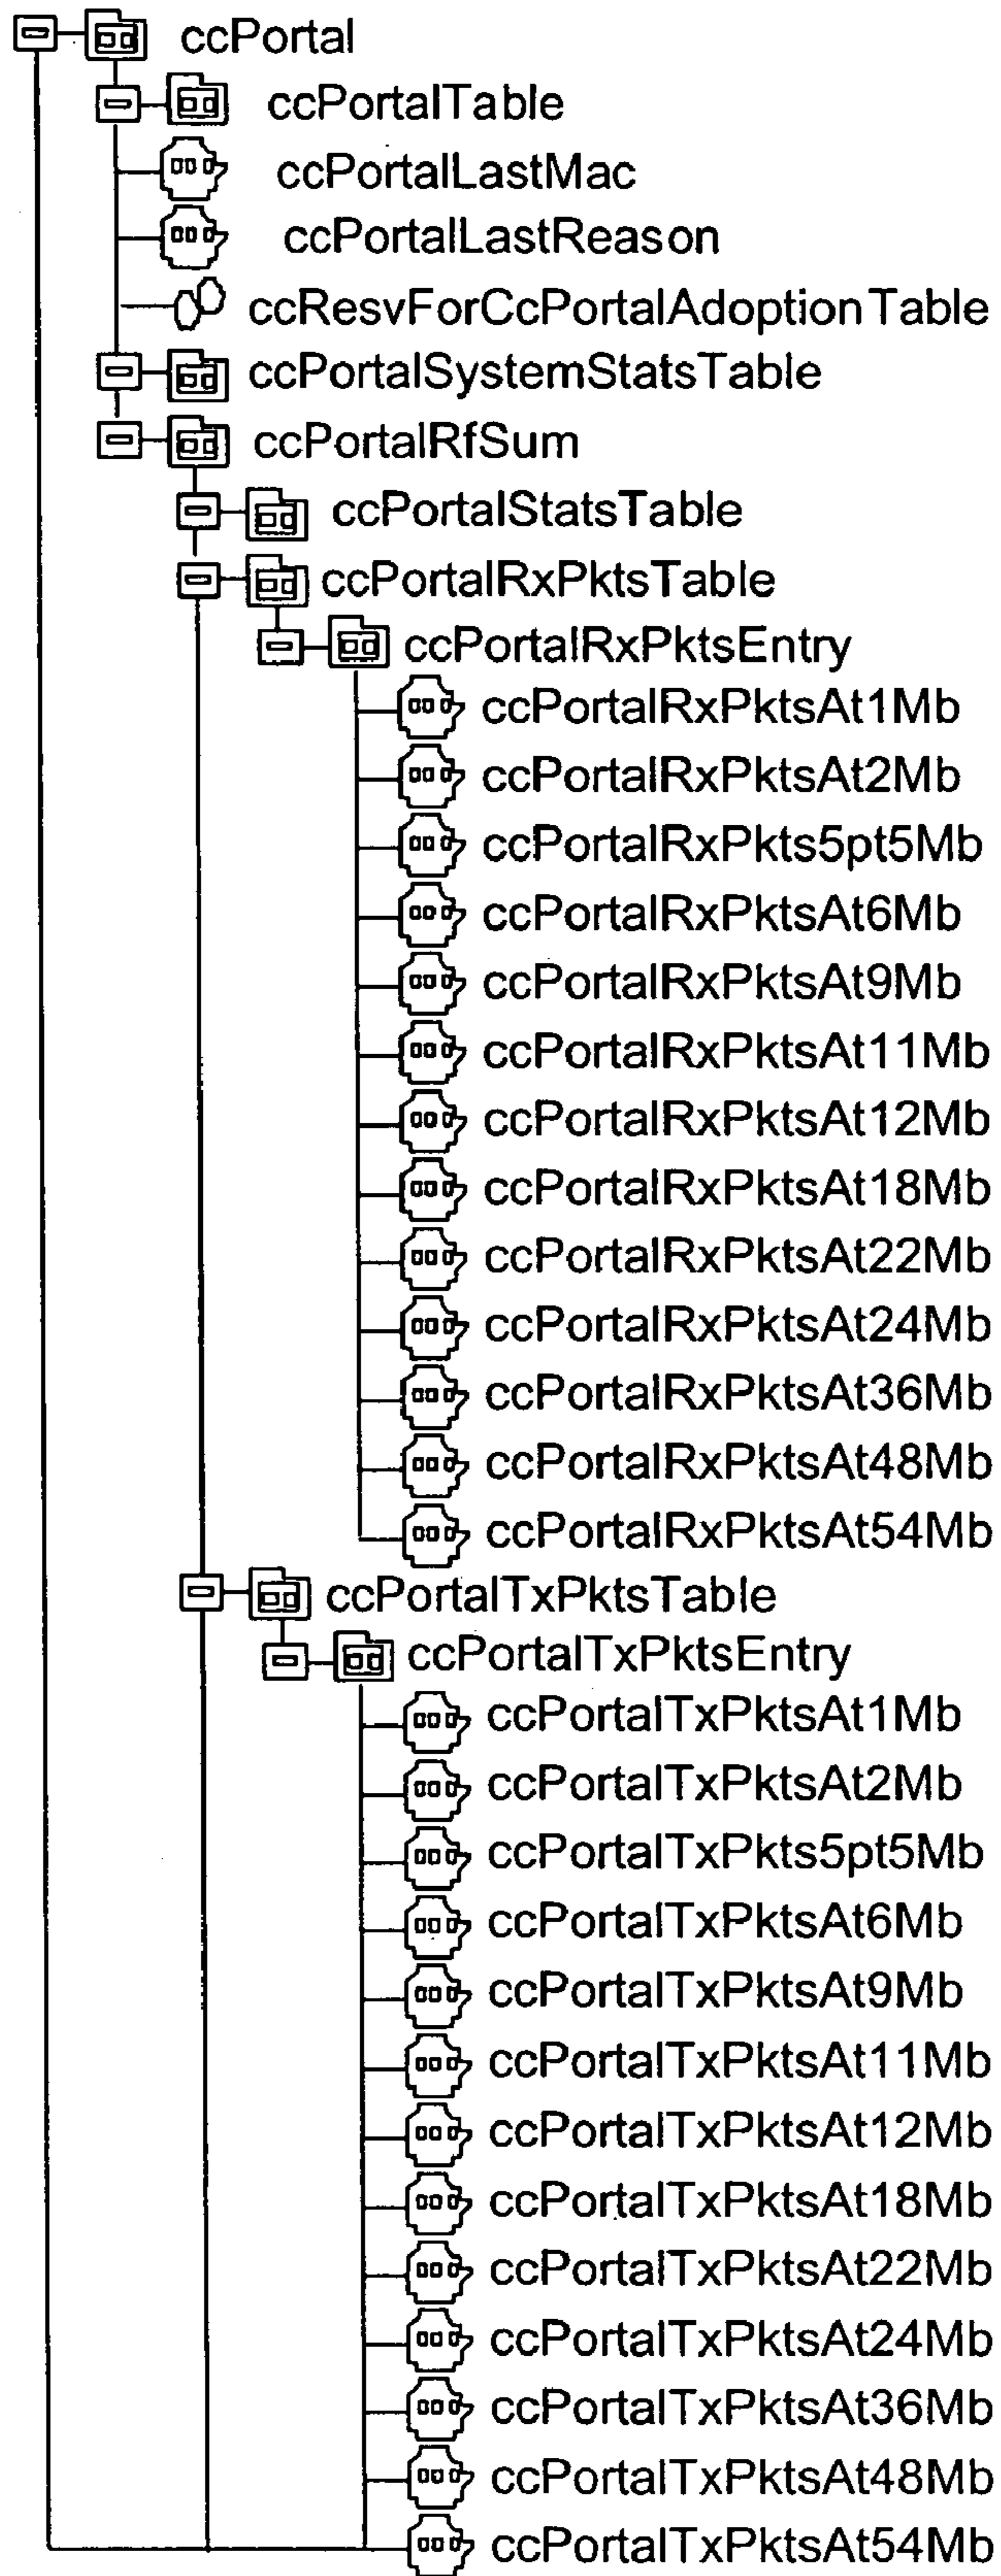 ccPortal
ccPortalTable
ccPortalLastMac
ccPortalLastReason
ccResvForCcPortalAdoptionTable
ccPortalSystemStatsTable
ccPortalRfSum
ccPortalStatsTable
ccPortalRxPktsTable
ccPortalRxPktsEntry
ccPortalRxPktsAt1Mb
ccPortalRxPktsAt2Mb
ccPortalRxPkts5pt5Mb
ccPortalRxPktsAt6Mb
ccPortalRxPktsAt9Mb
ccPortalRxPktsAt11Mb
ccPortalRxPktsAt12Mb
ccPortalRxPktsAt18Mb
ccPortalRxPktsAt22Mb
ccPortalRxPktsAt24Mb
ccPortalRxPktsAt36Mb
ccPortalRxPktsAt48Mb
ccPortalRxPktsAt54Mb
ccPortalTxPktsTable
ccPortalTxPktsEntry
ccPortalTxPktsAt1Mb
ccPortalTxPktsAt2Mb
ccPortalTxPkts5pt5Mb
ccPortalTxPktsAt6Mb
ccPortalTxPktsAt9Mb
ccPortalTxPktsAt11Mb
ccPortalTxPktsAt12Mb
ccPortalTxPktsAt18Mb
ccPortalTxPktsAt22Mb
ccPortalTxPktsAt24Mb
ccPortalTxPktsAt36Mb
ccPortalTxPktsAt48Mb
ccPortalTxPktsAt54Mb